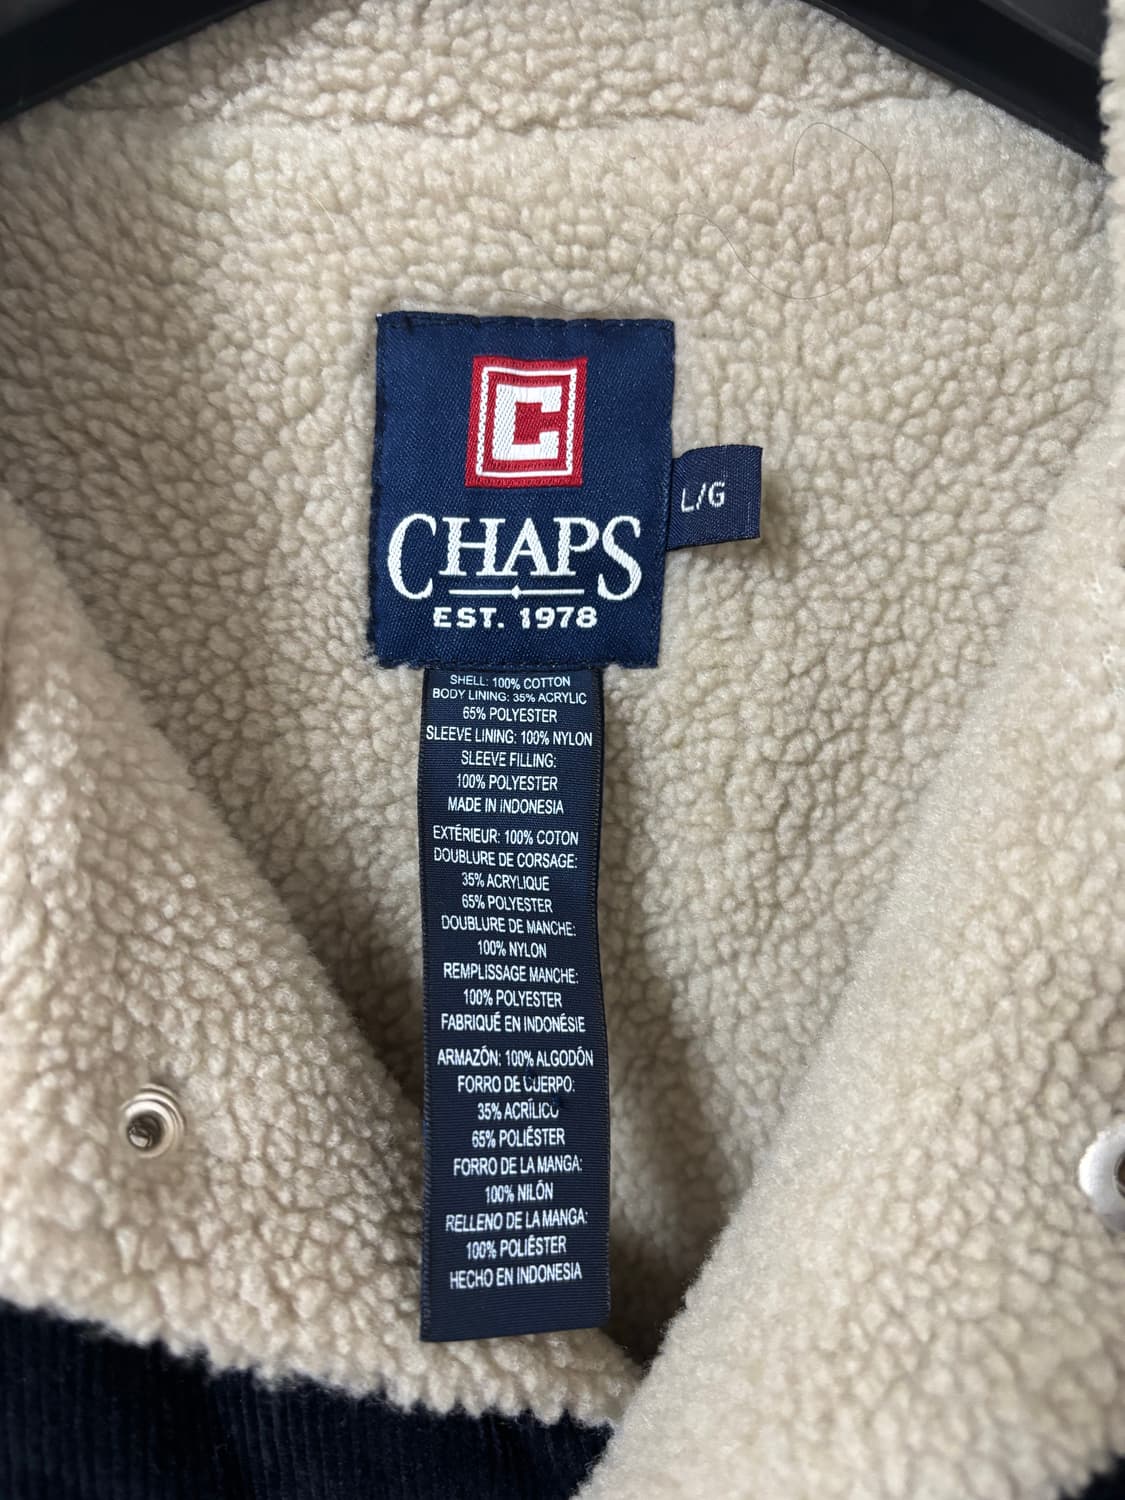 C
CHAPS
EST. 1978
L/G
SHELL: 100% COTTON
BODY LINING: 35% ACRYLIC
65% POLYESTER
SLEEVE LINING: 100% NYLON
SLEEVE FILLING:
100% POLYESTER
MADE IN INDONESIA
EXTÉRIEUR: 100% COTON
DOUBLURE DE CORSAGE:
35% ACRYLIQUE
65% POLYESTER
DOUBLURE DE MANCHE:
100% NYLON
REMPLISSAGE MANCHE:
100% POLYESTER
FABRIQUÉ EN INDONÉSIE
ARMAZÓN: 100% ALGODÓN
FORRO DE CUERPO:
35% ACRÍLICO
65% POLIÉSTER
FORRO DE LA MANGA:
100% NILÓN
RELLENO DE LA MANGA:
100% POLIÉSTER
HECHO EN INDONESIA